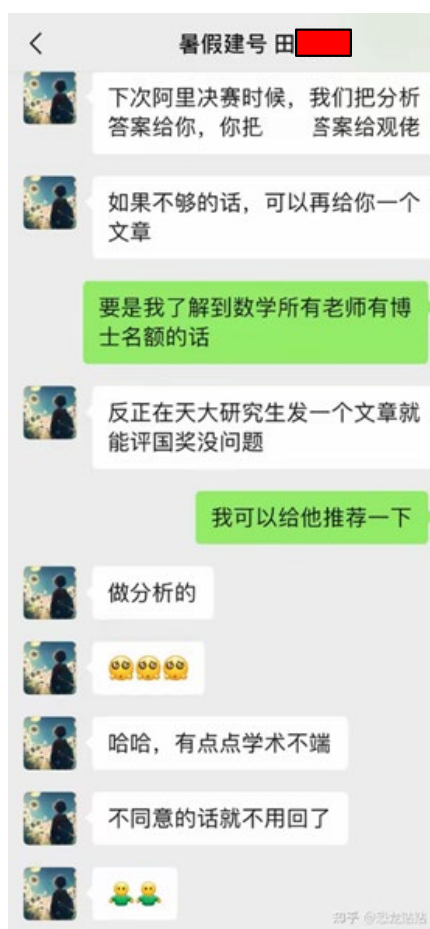 暑假建号 田
下次阿里决赛时候，我们把分析
答案给你，你把 答案给观佬
如果不够的话，可以再给你一个
文章
要是我了解到数学所有老师有博
士名额的话
反正在天大研究生发一个文章就
能评国奖没问题
我可以给他推荐一下
做分析的
哈哈，有点点学术不端
不同意的话就不用回了
知乎 @恐龙贴贴